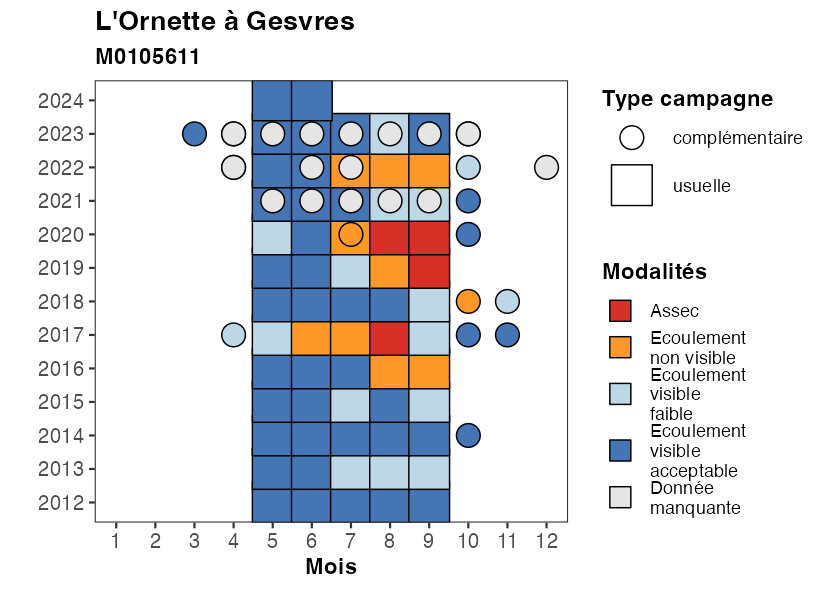 L'Ornette à Gesvres
M0105611
2024
2023
2022
2021
2020
2019
2018
2017
2016
2015
2014
2013
2012
1 2 3 4 5 6 7 8 9 10 11 12
Mois
Type campagne
complémentaire
usuelle
Modalités
Assec
Ecoulement
non visible
Ecoulement
visible
faible
Ecoulement
visible
acceptable
Donnée
manquante